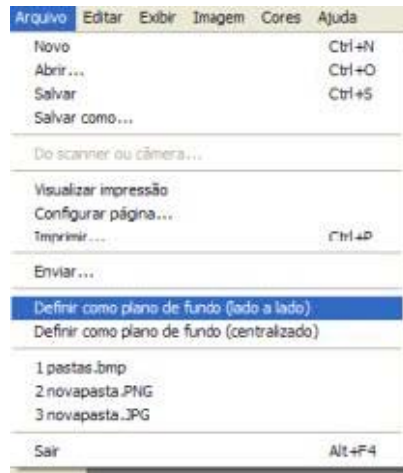 Arquivo Editar Exibir Imagem Cores Ajuda
Novo Ctrl+N
Abrir... Ctrl+O
Salvar Ctrl+S
Salvar como...
Do scanner ou câmera...
Visualizar impressão
Configurar página...
Imprimir... Ctrl+P
Enviar...
Definir como plano de fundo (lado a lado)
Definir como plano de fundo (centralizado)
1 pastas.bmp
2 novapasta.PNG
3 novapasta.JPG
Sair Alt+F4